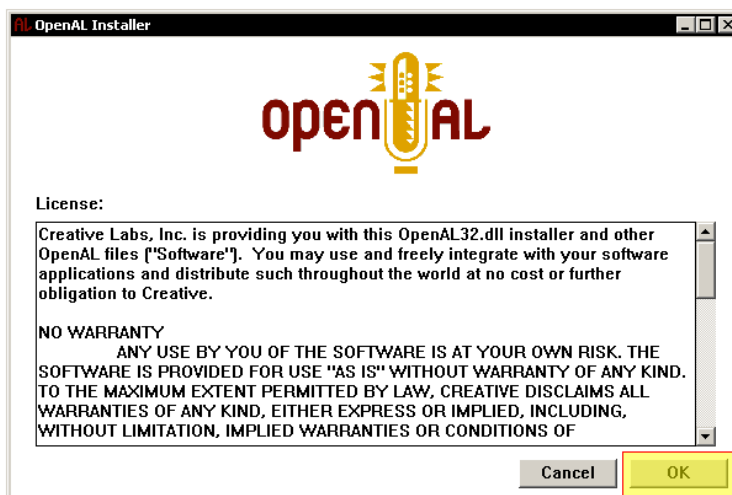 OpenAL Installer
OPENAL
License:
Creative Labs, Inc. is providing you with this OpenAL32.dll installer and other
OpenAL files ("Software").  You may use and freely integrate with your software
applications and distribute such throughout the world at no cost or further
obligation to Creative.
NO WARRANTY
ANY USE BY YOU OF THE SOFTWARE IS AT YOUR OWN RISK. THE
SOFTWARE IS PROVIDED FOR USE "AS IS" WITHOUT WARRANTY OF ANY KIND.
TO THE MAXIMUM EXTENT PERMITTED BY LAW, CREATIVE DISCLAIMS ALL
WARRANTIES OF ANY KIND, EITHER EXPRESS OR IMPLIED, INCLUDING,
WITHOUT LIMITATION, IMPLIED WARRANTIES OR CONDITIONS OF
Cancel
OK